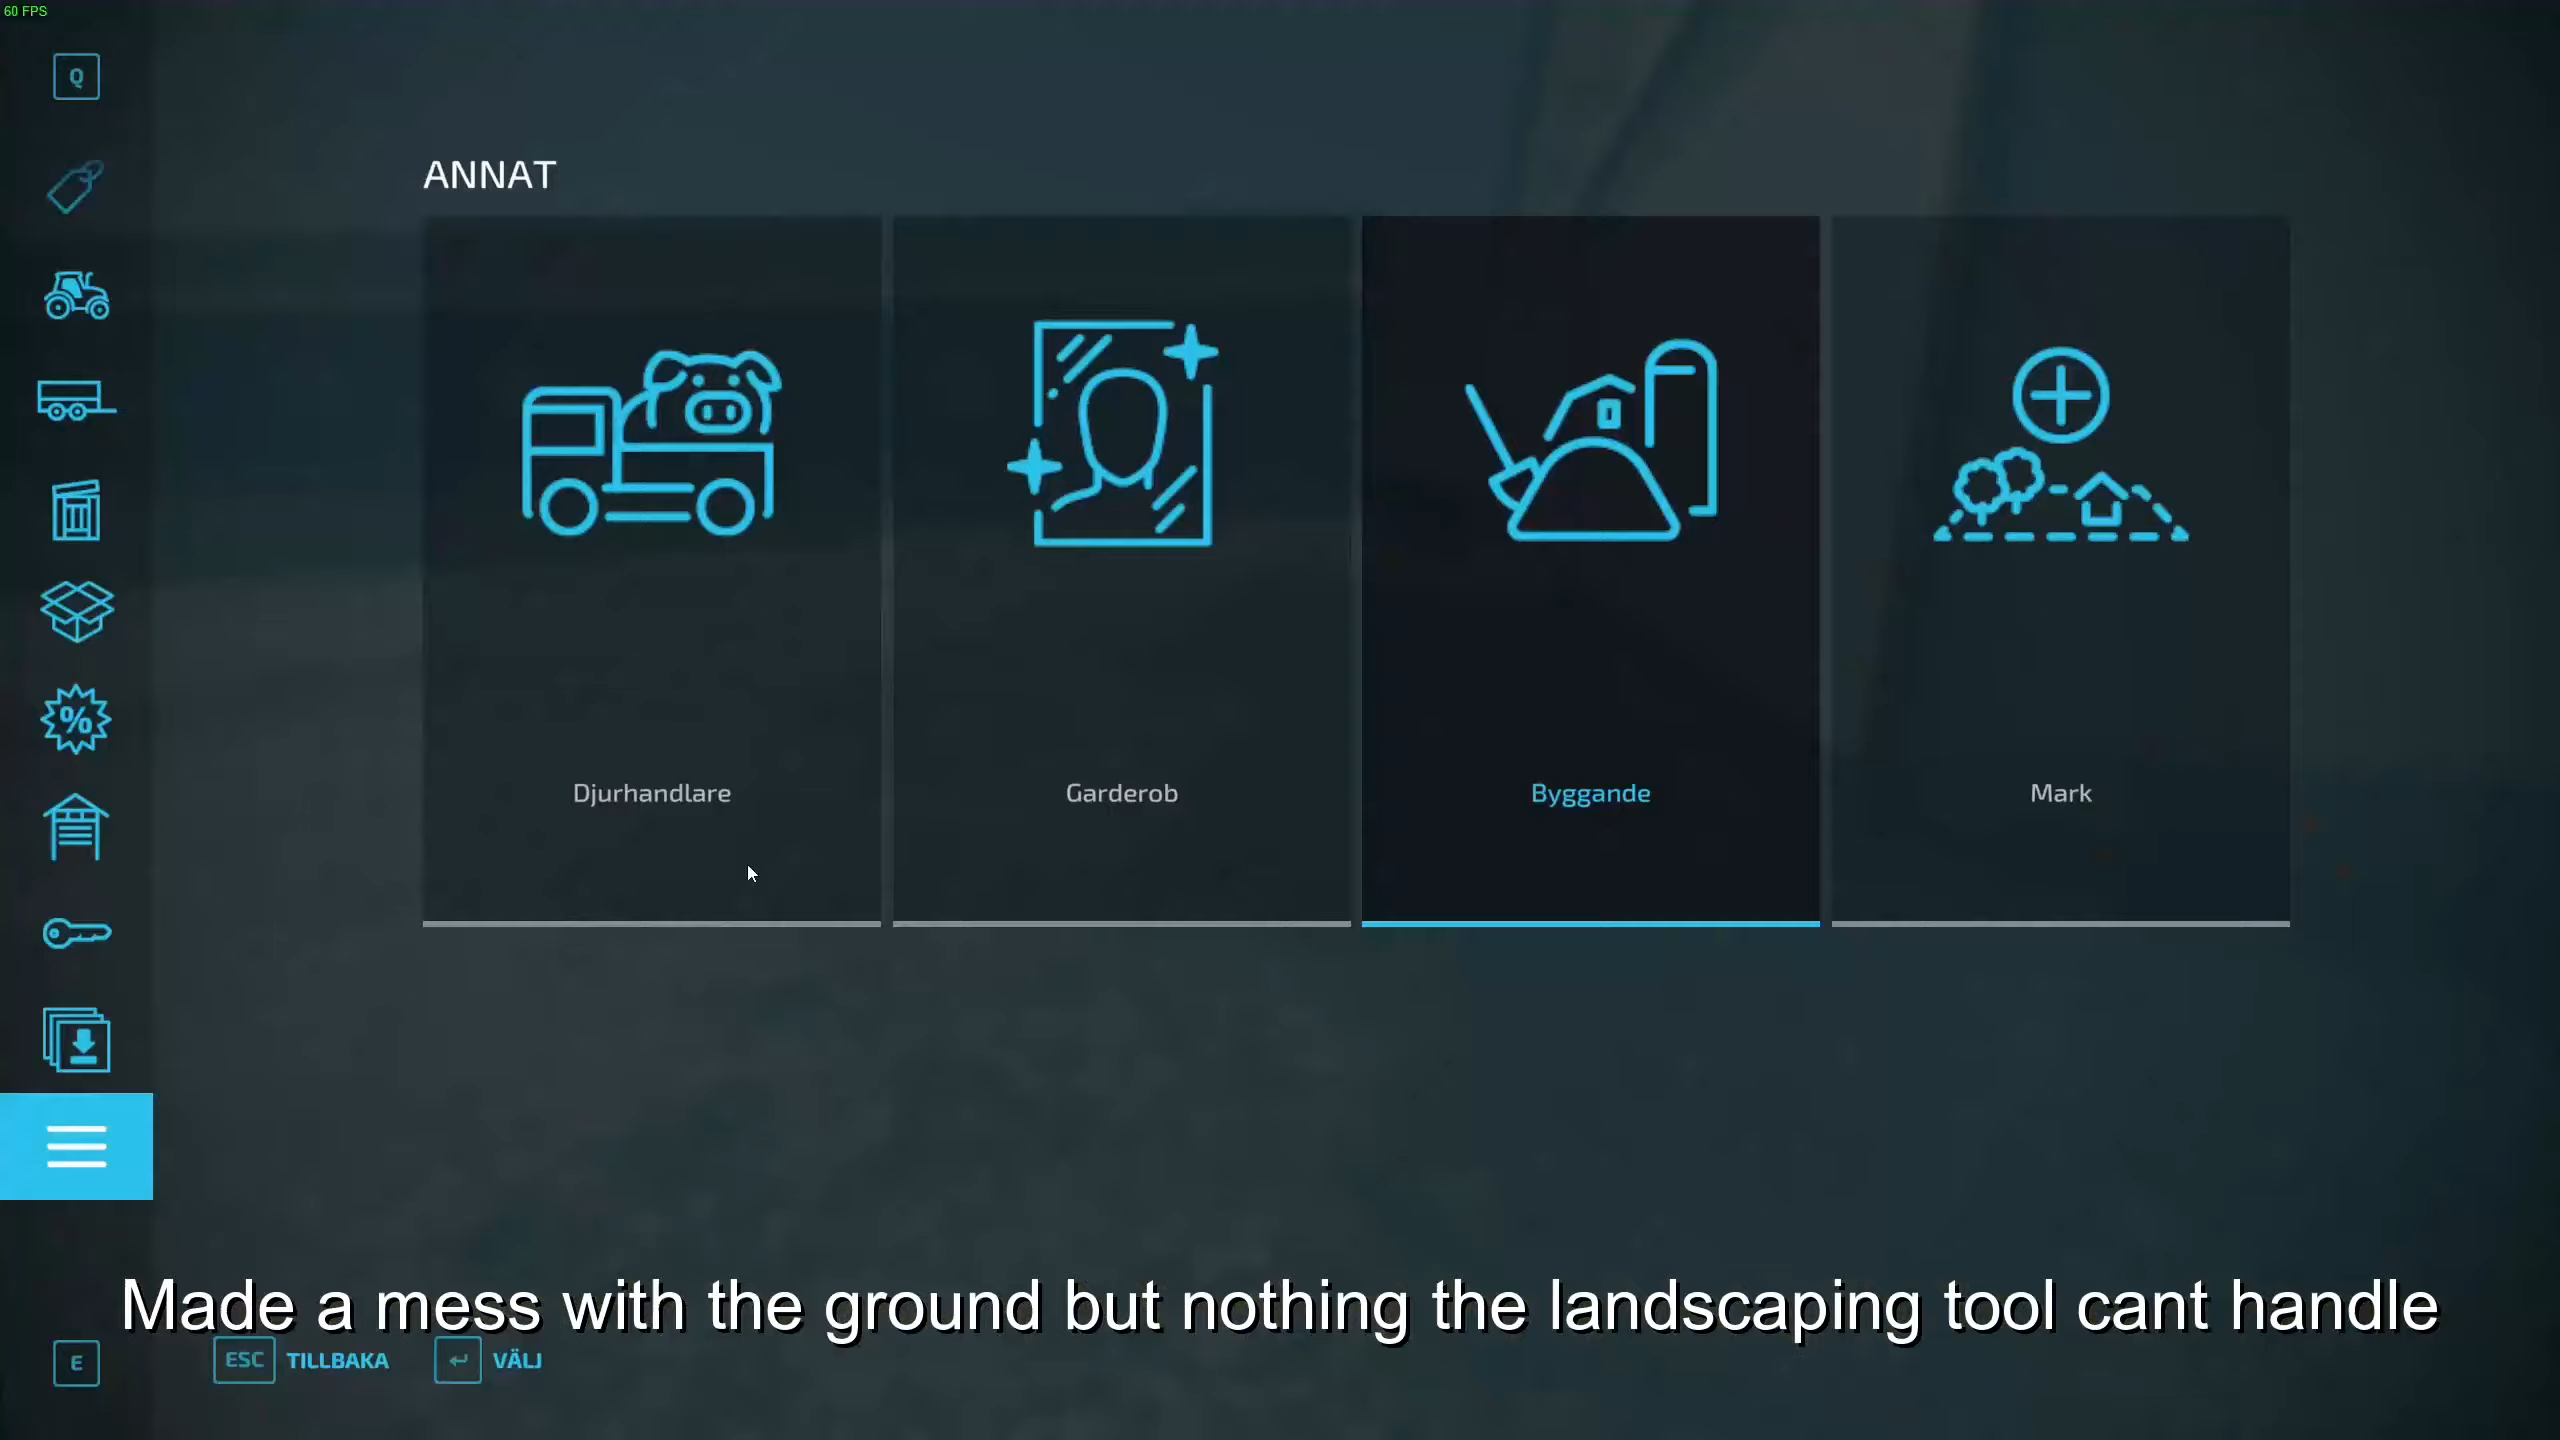 60 FPS
Q
ANNAT
%
Djurhandlare
Garderob
Byggande
Mark
Made a mess with the ground but nothing the landscaping tool cant handle
E
ESC TILLBAKA
VÄLJ